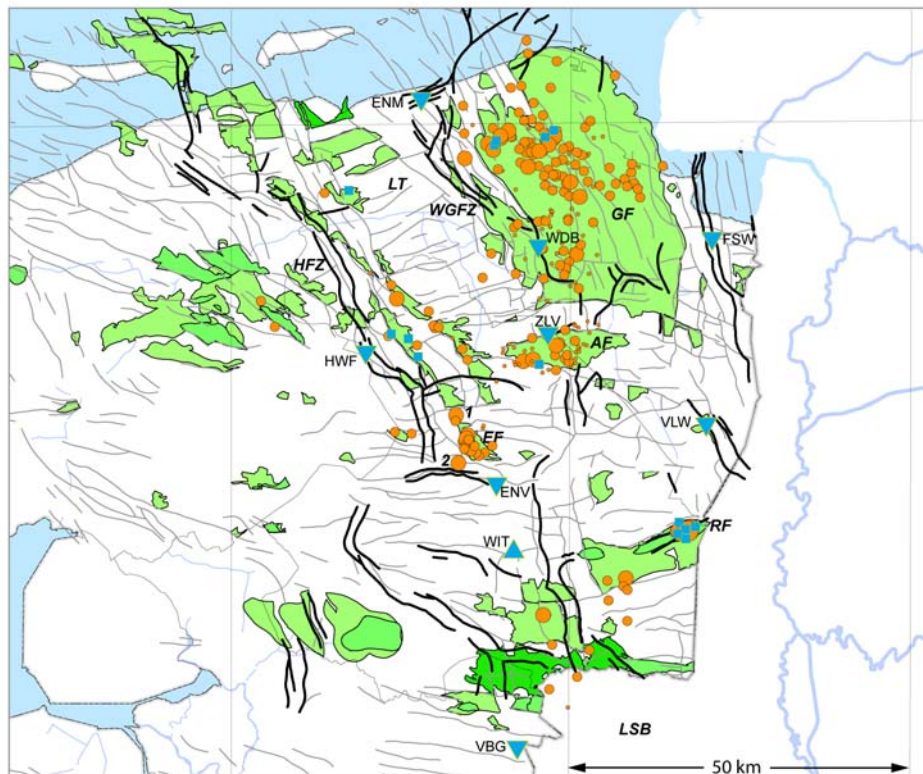 ENM
LT
WGFZ
GF
WDB
FSW
HFZ
ZLV
AF
HWF
1
VLW
EF
2
ENV
RF
WIT
LSB
VBG
50 km